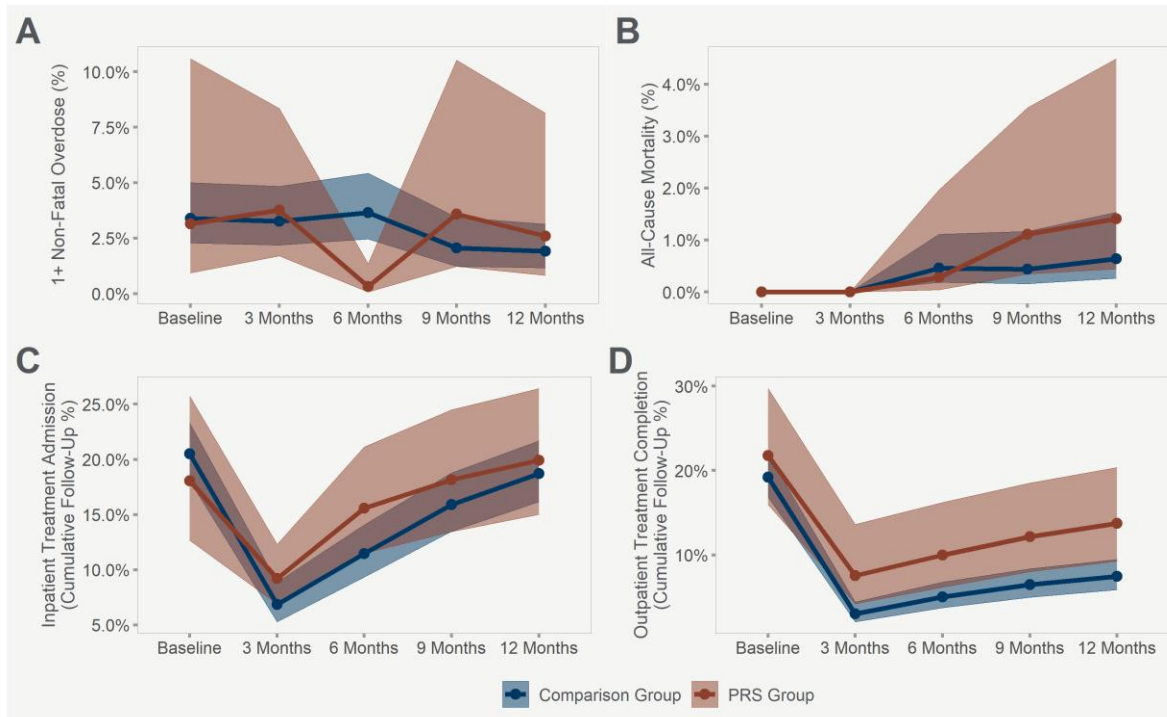 A
1+ Non-Fatal Overdose (%)
10.0%
7.5%
5.0%
2.5%
0.0%
Baseline
3 Months
6 Months
9 Months
12 Months
B
All-Cause Mortality (%)
4.0%
3.0%
2.0%
1.0%
0.0%
Baseline
3 Months
6 Months
9 Months
12 Months
C
Inpatient Treatment Admission
(Cumulative Follow-Up %)
25.0%
20.0%
15.0%
10.0%
5.0%
Baseline
3 Months
6 Months
9 Months
12 Months
D
Outpatient Treatment Completion
(Cumulative Follow-Up %)
30%
20%
10%
Baseline
3 Months
6 Months
9 Months
12 Months
Comparison Group
PRS Group